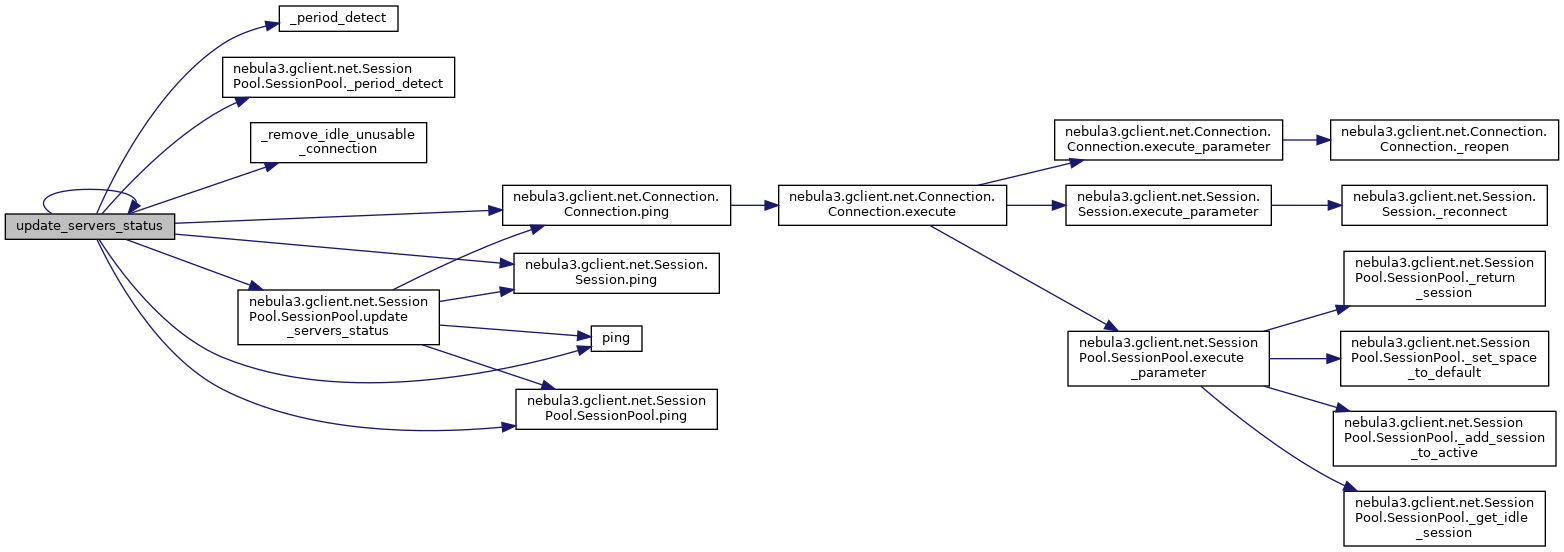 _period_detect
nebula3.gclient.net.Session
Pool.SessionPool._period_detect
_remove_idle_unusable
_connection
update_servers_status
nebula3.gclient.net.Session
Pool.SessionPool.update
_servers_status
nebula3.gclient.net.Connection.
Connection.ping
nebula3.gclient.net.Session.
Session.ping
ping
nebula3.gclient.net.Session
Pool.SessionPool.ping
nebula3.gclient.net.Connection.
Connection.execute
nebula3.gclient.net.Connection.
Connection.execute_parameter
nebula3.gclient.net.Session.
Session.execute_parameter
nebula3.gclient.net.Session
Pool.SessionPool.execute
_parameter
nebula3.gclient.net.Connection.
Connection._reopen
nebula3.gclient.net.Session.
Session._reconnect
nebula3.gclient.net.Session
Pool.SessionPool._return
_session
nebula3.gclient.net.Session
Pool.SessionPool._set_space
_to_default
nebula3.gclient.net.Session
Pool.SessionPool._add_session
_to_active
nebula3.gclient.net.Session
Pool.SessionPool._get_idle
_session